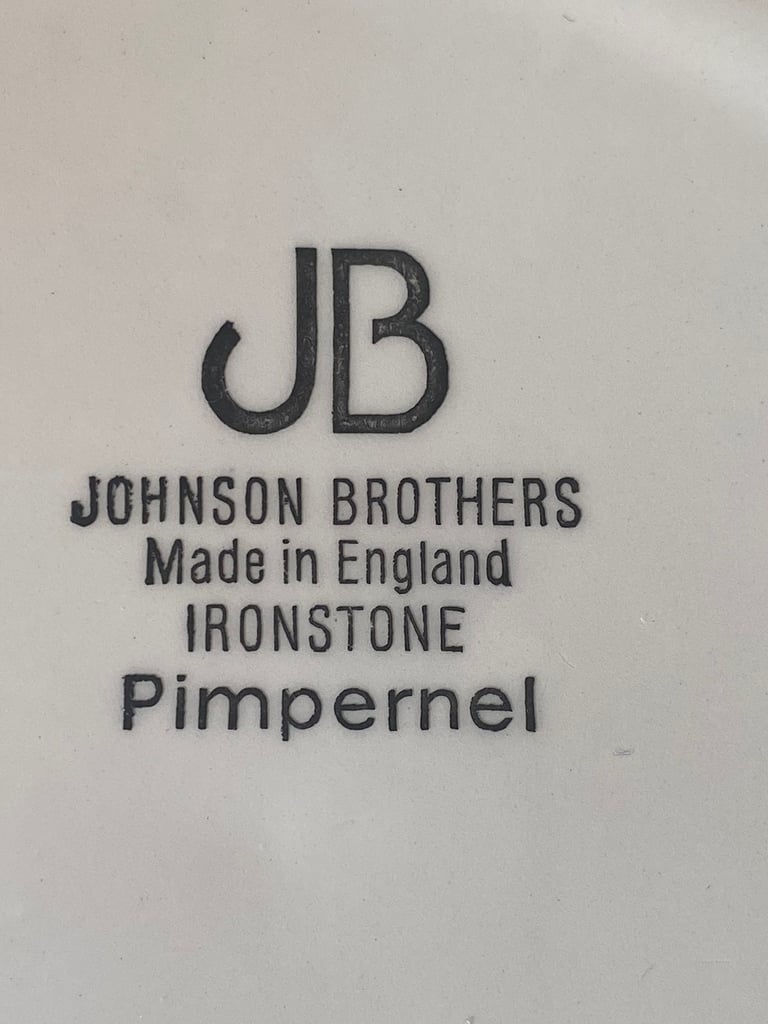 JB
JOHNSON BROTHERS
Made in England
IRONSTONE
Pimpernel